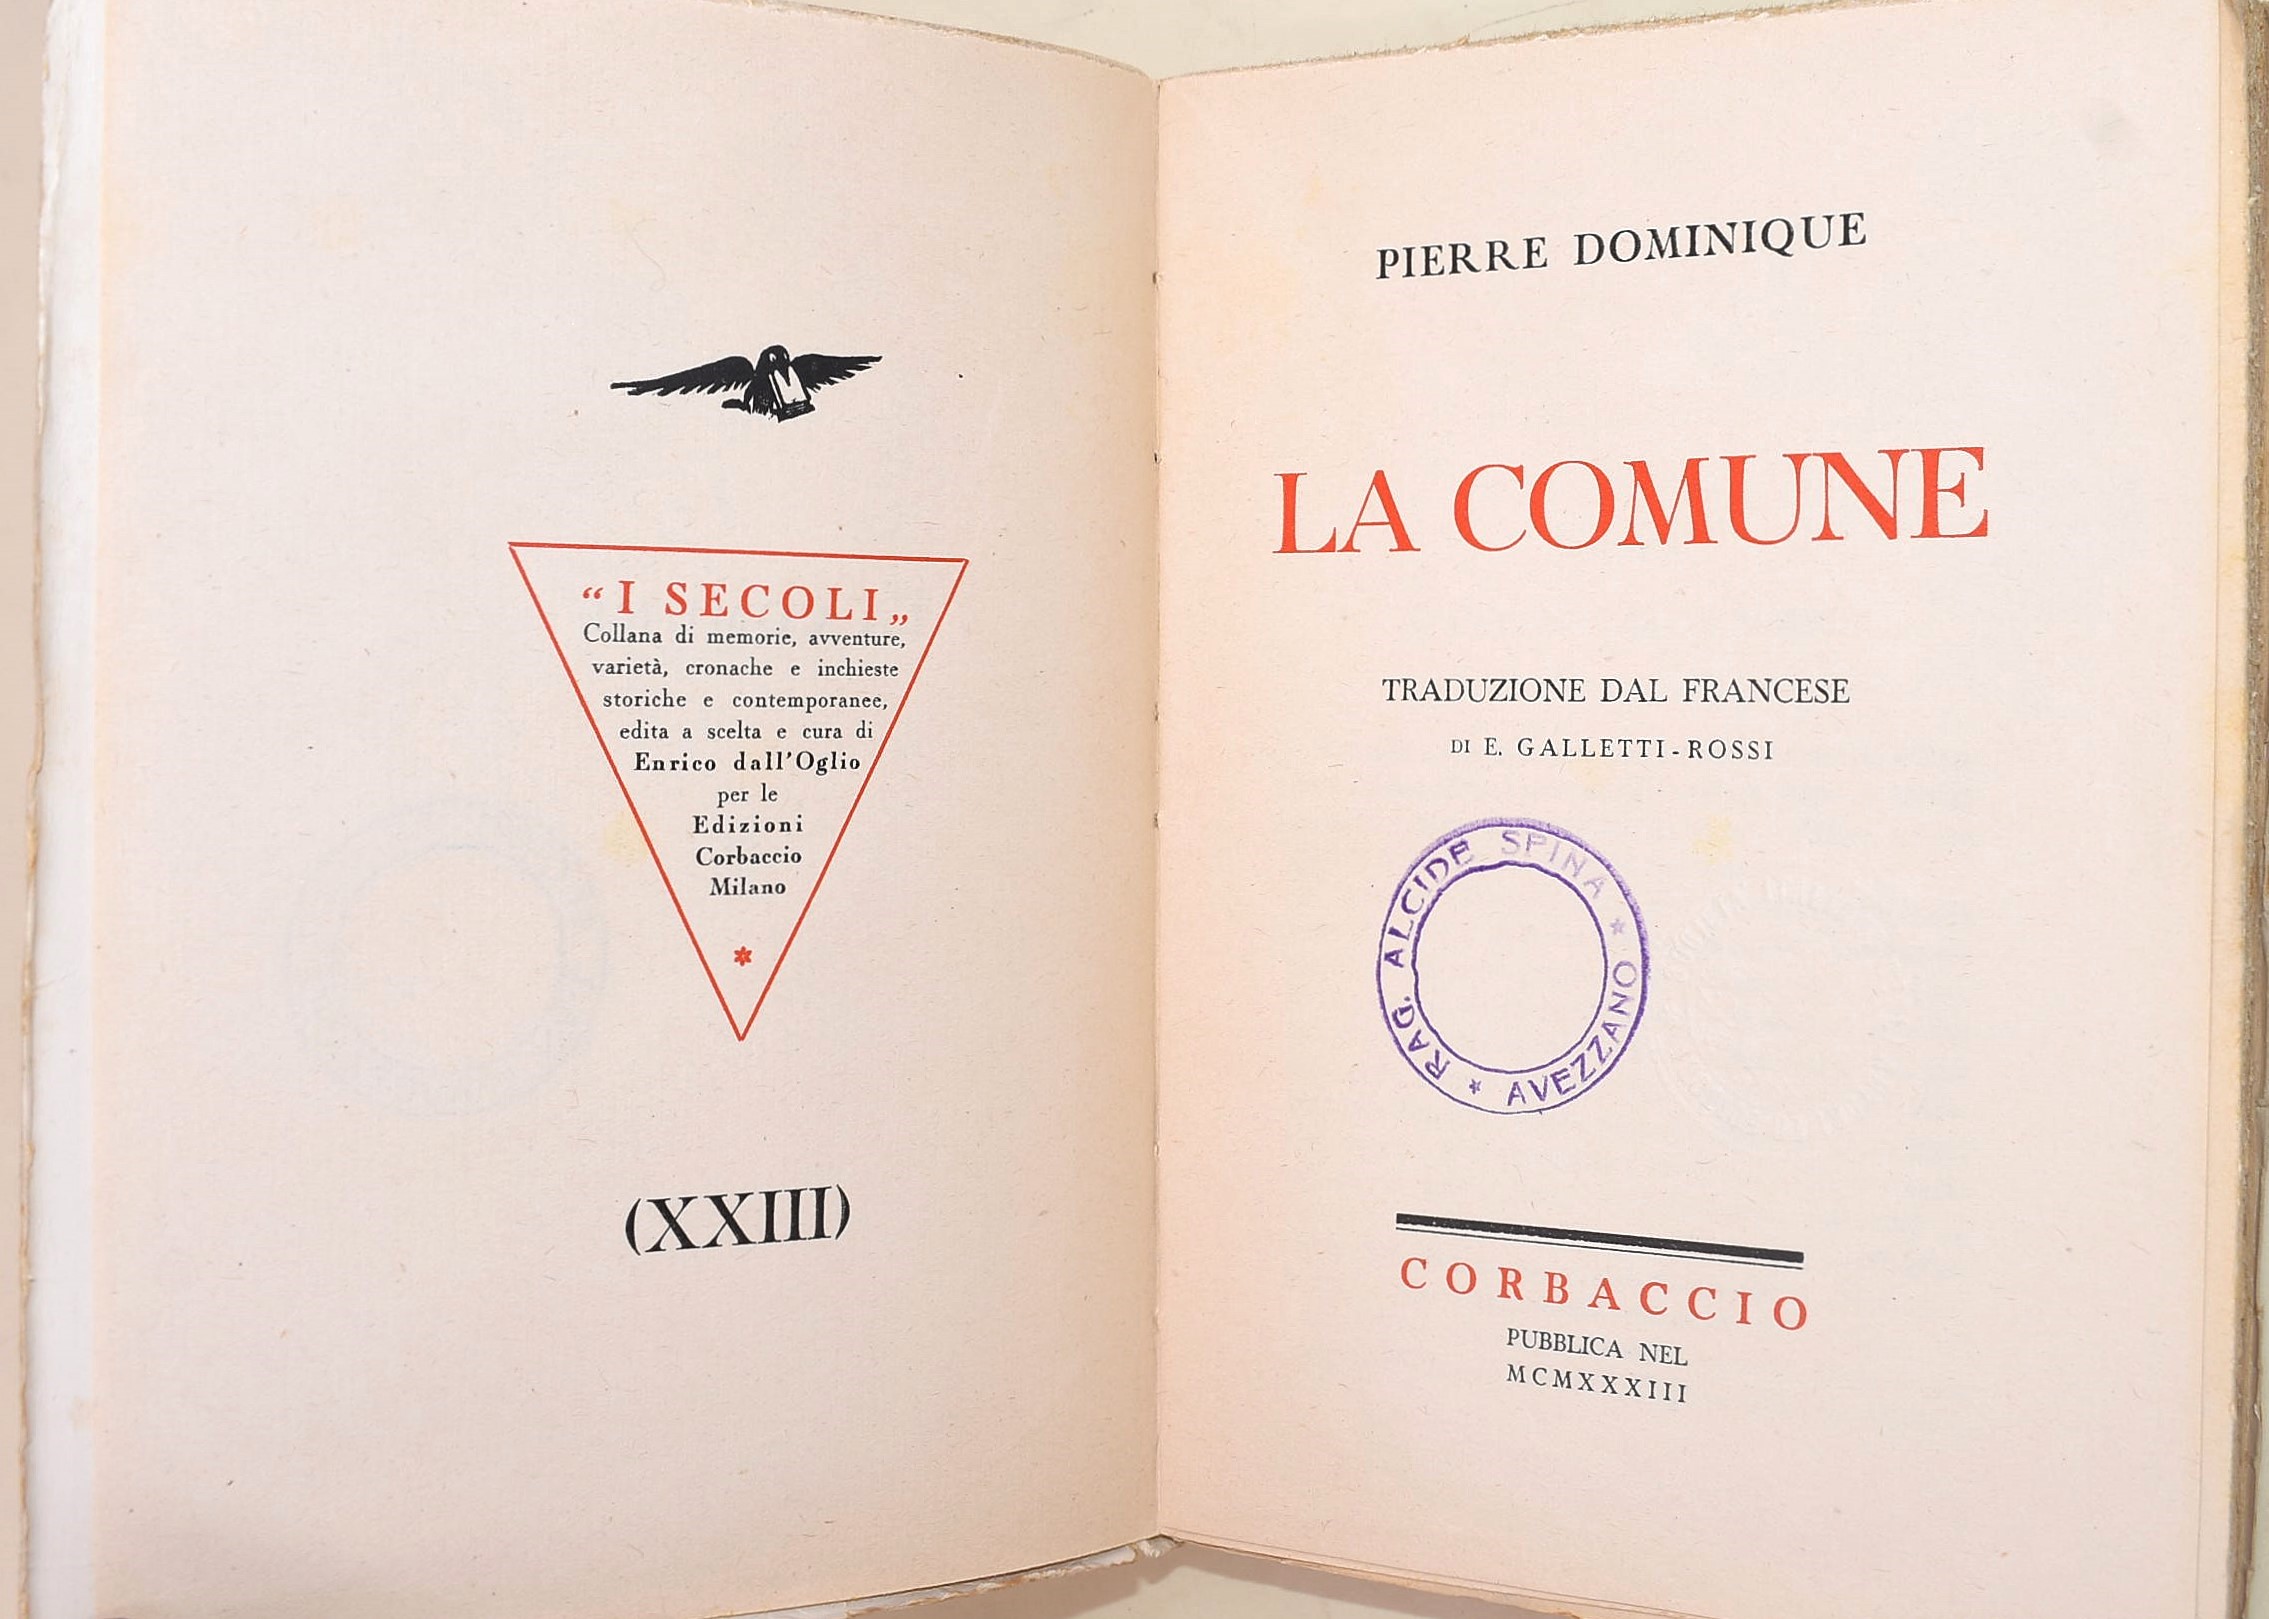 “I SECOLI„
Collana di memorie, avventure,
varietà, cronache e inchieste
storiche e contemporanee,
edita a scelta e cura di
Enrico dall'Oglio
per le
Edizioni
Corbaccio
Milano
*
(XXIII)
PIERRE DOMINIQUE
LA COMUNE
TRADUZIONE DAL FRANCESE
DI E. GALLETTI-ROSSI
RAG. ALCIDE SPINA * AVEZZANO *
CORBACCIO
PUBBLICA NEL
MCMXXXIII